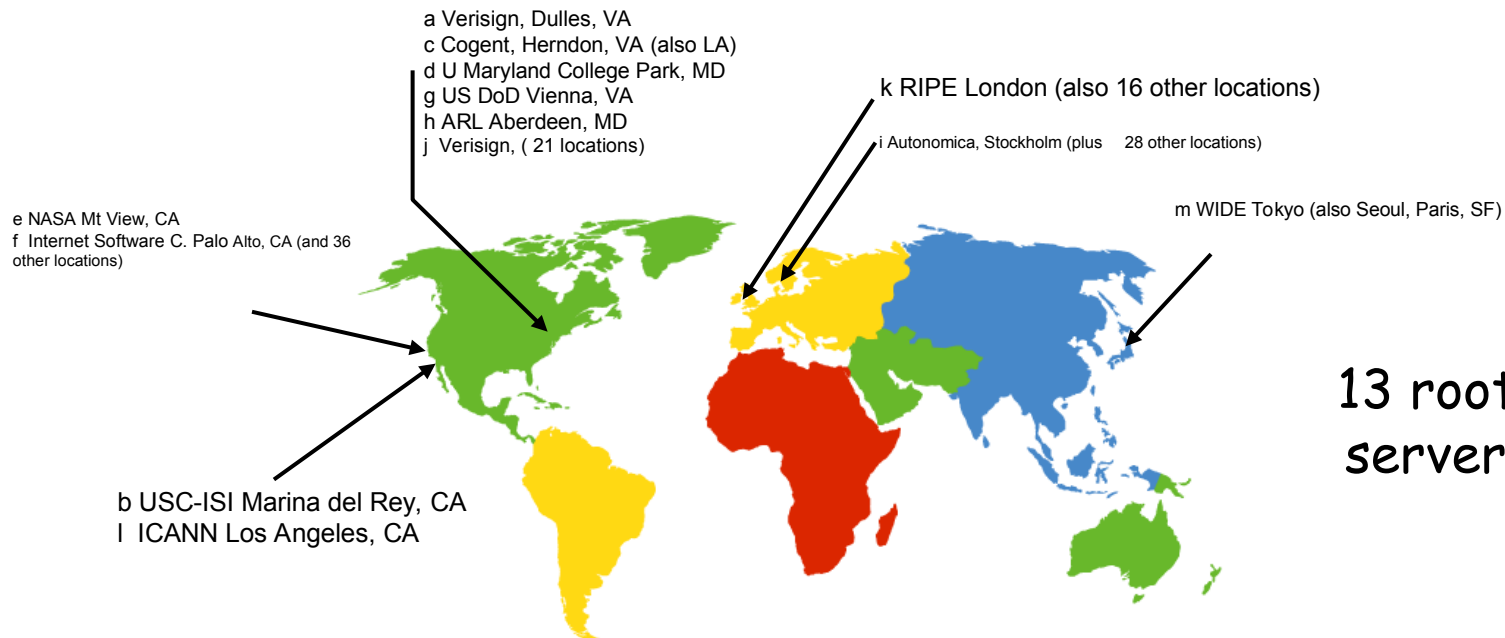 a Verisign, Dulles, VA
c Cogent, Herndon, VA (also LA)
d U Maryland College Park, MD
g US DoD Vienna, VA
h ARL Aberdeen, MD
j Verisign, ( 21 locations)
k RIPE London (also 16 other locations)
i Autonomica, Stockholm (plus 28 other locations)
m WIDE Tokyo (also Seoul, Paris, SF)
e NASA Mt View, CA
f Internet Software C. Palo Alto, CA (and 36
other locations)
13 root
server
b USC-ISI Marina del Rey, CA
l ICANN Los Angeles, CA